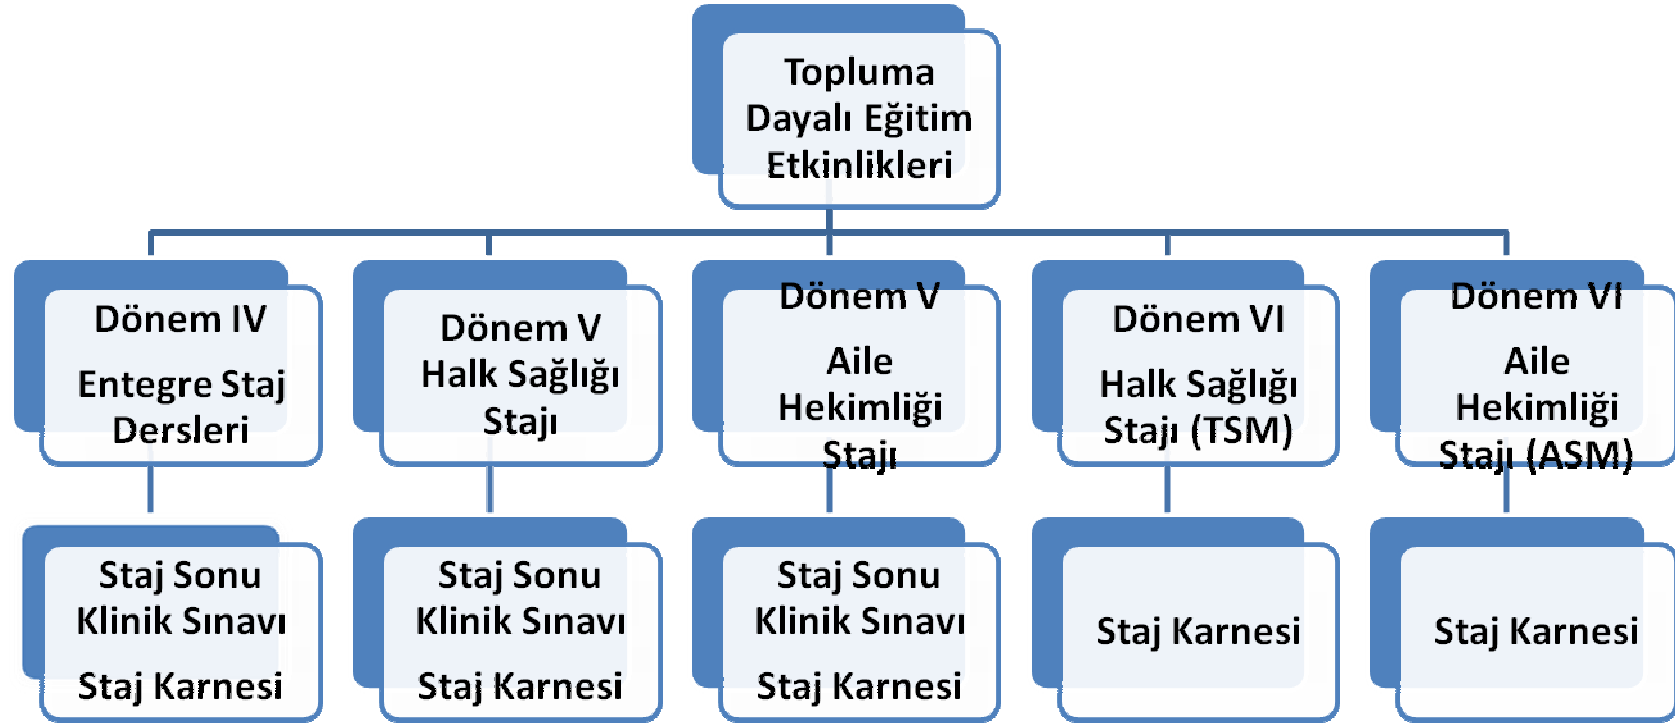 Topluma
Dayalı Eğitim
Etkinlikleri
Dönem IV
Entegre Staj
Dersleri
Dönem V
Halk Sağlığı
Stajı
Dönem V
Aile
Hekimliği
Stajı
Dönem VI
Halk Sağlığı
Stajı (TSM)
Dönem VI
Aile
Hekimliği
Stajı (ASM)
Staj Sonu
Klinik Sınavı
Staj Karnesi
Staj Sonu
Klinik Sınavı
Staj Karnesi
Staj Sonu
Klinik Sınavı
Staj Karnesi
Staj Karnesi
Staj Karnesi